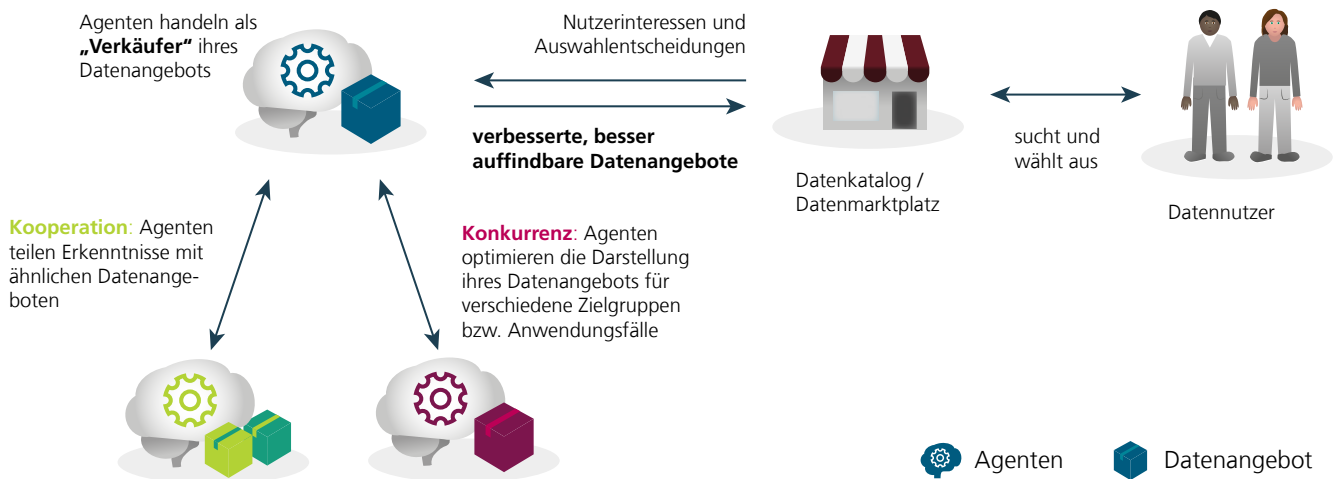 Agenten handeln als
„Verkäufer“ ihres
Datenangebots
Nutzerinteressen und
Auswahlentscheidungen
verbesserte, besser
auffindbare Datenangebote
Datenkatalog /
Datenmarktplatz
sucht und
wählt aus
Datennutzer
Kooperation: Agenten
teilen Erkenntnisse mit
ähnlichen Datenange-
boten
Konkurrenz: Agenten
optimieren die Darstellung
ihres Datenangebots für
verschiedene Zielgruppen
bzw. Anwendungsfälle
Agenten
Datenangebot